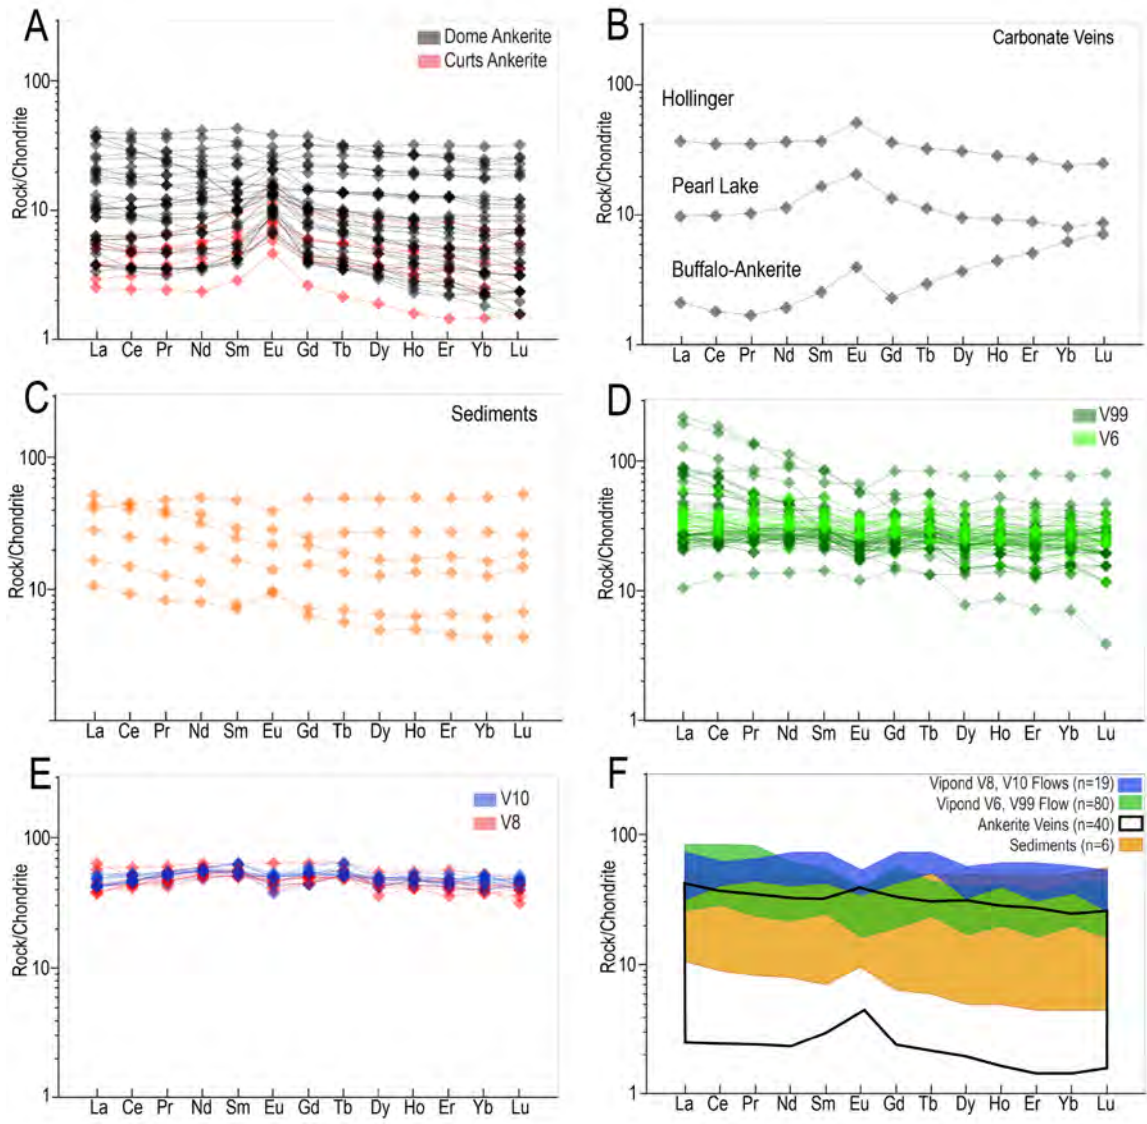 A
Dome Ankerite
Curts Ankerite
100
10
1
Rock/Chondrite
La Ce Pr Nd Sm Eu Gd Tb Dy Ho Er Yb Lu
B
Carbonate Veins
100
10
1
Rock/Chondrite
Hollinger
Pearl Lake
Buffalo-Ankerite
La Ce Pr Nd Sm Eu Gd Tb Dy Ho Er Yb Lu
C
Sediments
100
10
Rock/Chondrite
La Ce Pr Nd Sm Eu Gd Tb Dy Ho Er Yb Lu
D
V99
V6
100
10
1
Rock/Chondrite
La Ce Pr Nd Sm Eu Gd Tb Dy Ho Er Yb Lu
E
V10
V8
100
10
1
Rock/Chondrite
La Ce Pr Nd Sm Eu Gd Tb Dy Ho Er Yb Lu
F
Vipond V8, V10 Flows (n=19)
Vipond V6, V99 Flow (n=80)
Ankerite Veins (n=40)
Sediments (n=6)
100
10
1
Rock/Chondrite
La Ce Pr Nd Sm Eu Gd Tb Dy Ho Er Yb Lu